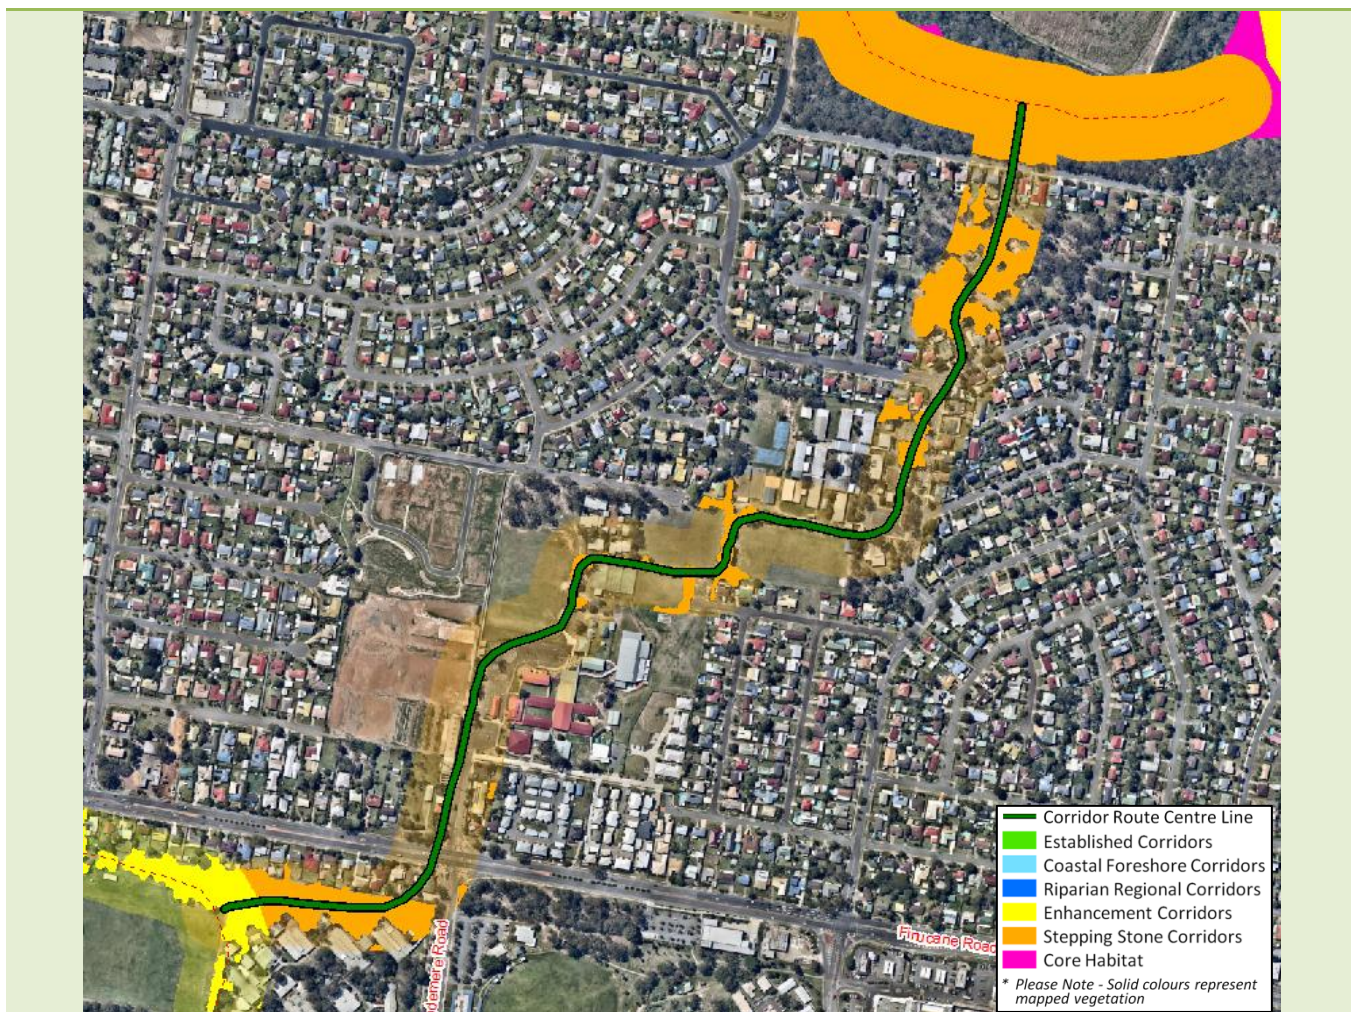 Corridor Route Centre Line
Established Corridors
Coastal Foreshore Corridors
Riparian Regional Corridors
Enhancement Corridors
Stepping Stone Corridors
Core Habitat
* Please Note - Solid colours represent
mapped vegetation
Finucane Road
Road